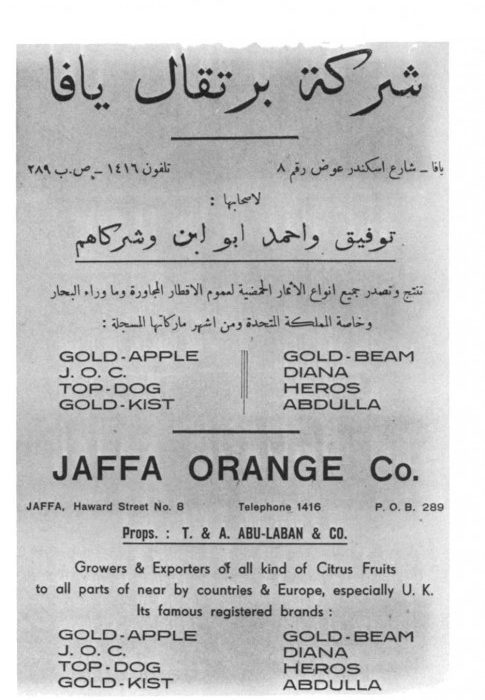 شركة برتقال يافا
يافا ــ شارع اسكندر عوض رقم ٨ تلفون ١٤١٦ ــ ص.ب ٢٨٩
لاصحابها :
توفيق واحمد ابو لبن وشركاهم
تنتج وتصدر جميع انواع الاثمار الحمضية لعموم الاقطار المجاورة وما وراء البحار
وخاصة المملكة المتحدة ومن اشهر ماركاتها المسجلة :
GOLD-APPLE GOLD-BEAM
J. O. C. DIANA
TOP-DOG HEROS
GOLD-KIST ABDULLA
JAFFA ORANGE Co.
JAFFA, Haward Street No. 8 Telephone 1416 P. O. B. 289
Props. : T. & A. ABU-LABAN & CO.
Growers & Exporters of all kind of Citrus Fruits
to all parts of near by countries & Europe, especially U. K.
Its famous registered brands :
GOLD-APPLE GOLD-BEAM
J. O. C. DIANA
TOP-DOG HEROS
GOLD-KIST ABDULLA